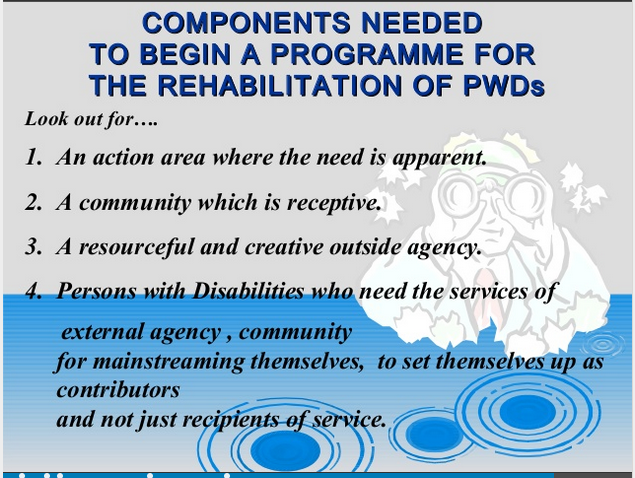 COMPONENTS NEEDED
TO BEGIN A PROGRAMME FOR
THE REHABILITATION OF PWDs
Look out for….
1. An action area where the need is apparent.
2. A community which is receptive.
3. A resourceful and creative outside agency.
4. Persons with Disabilities who need the services of
external agency , community
for mainstreaming themselves, to set themselves up as
contributors
and not just recipients of service.